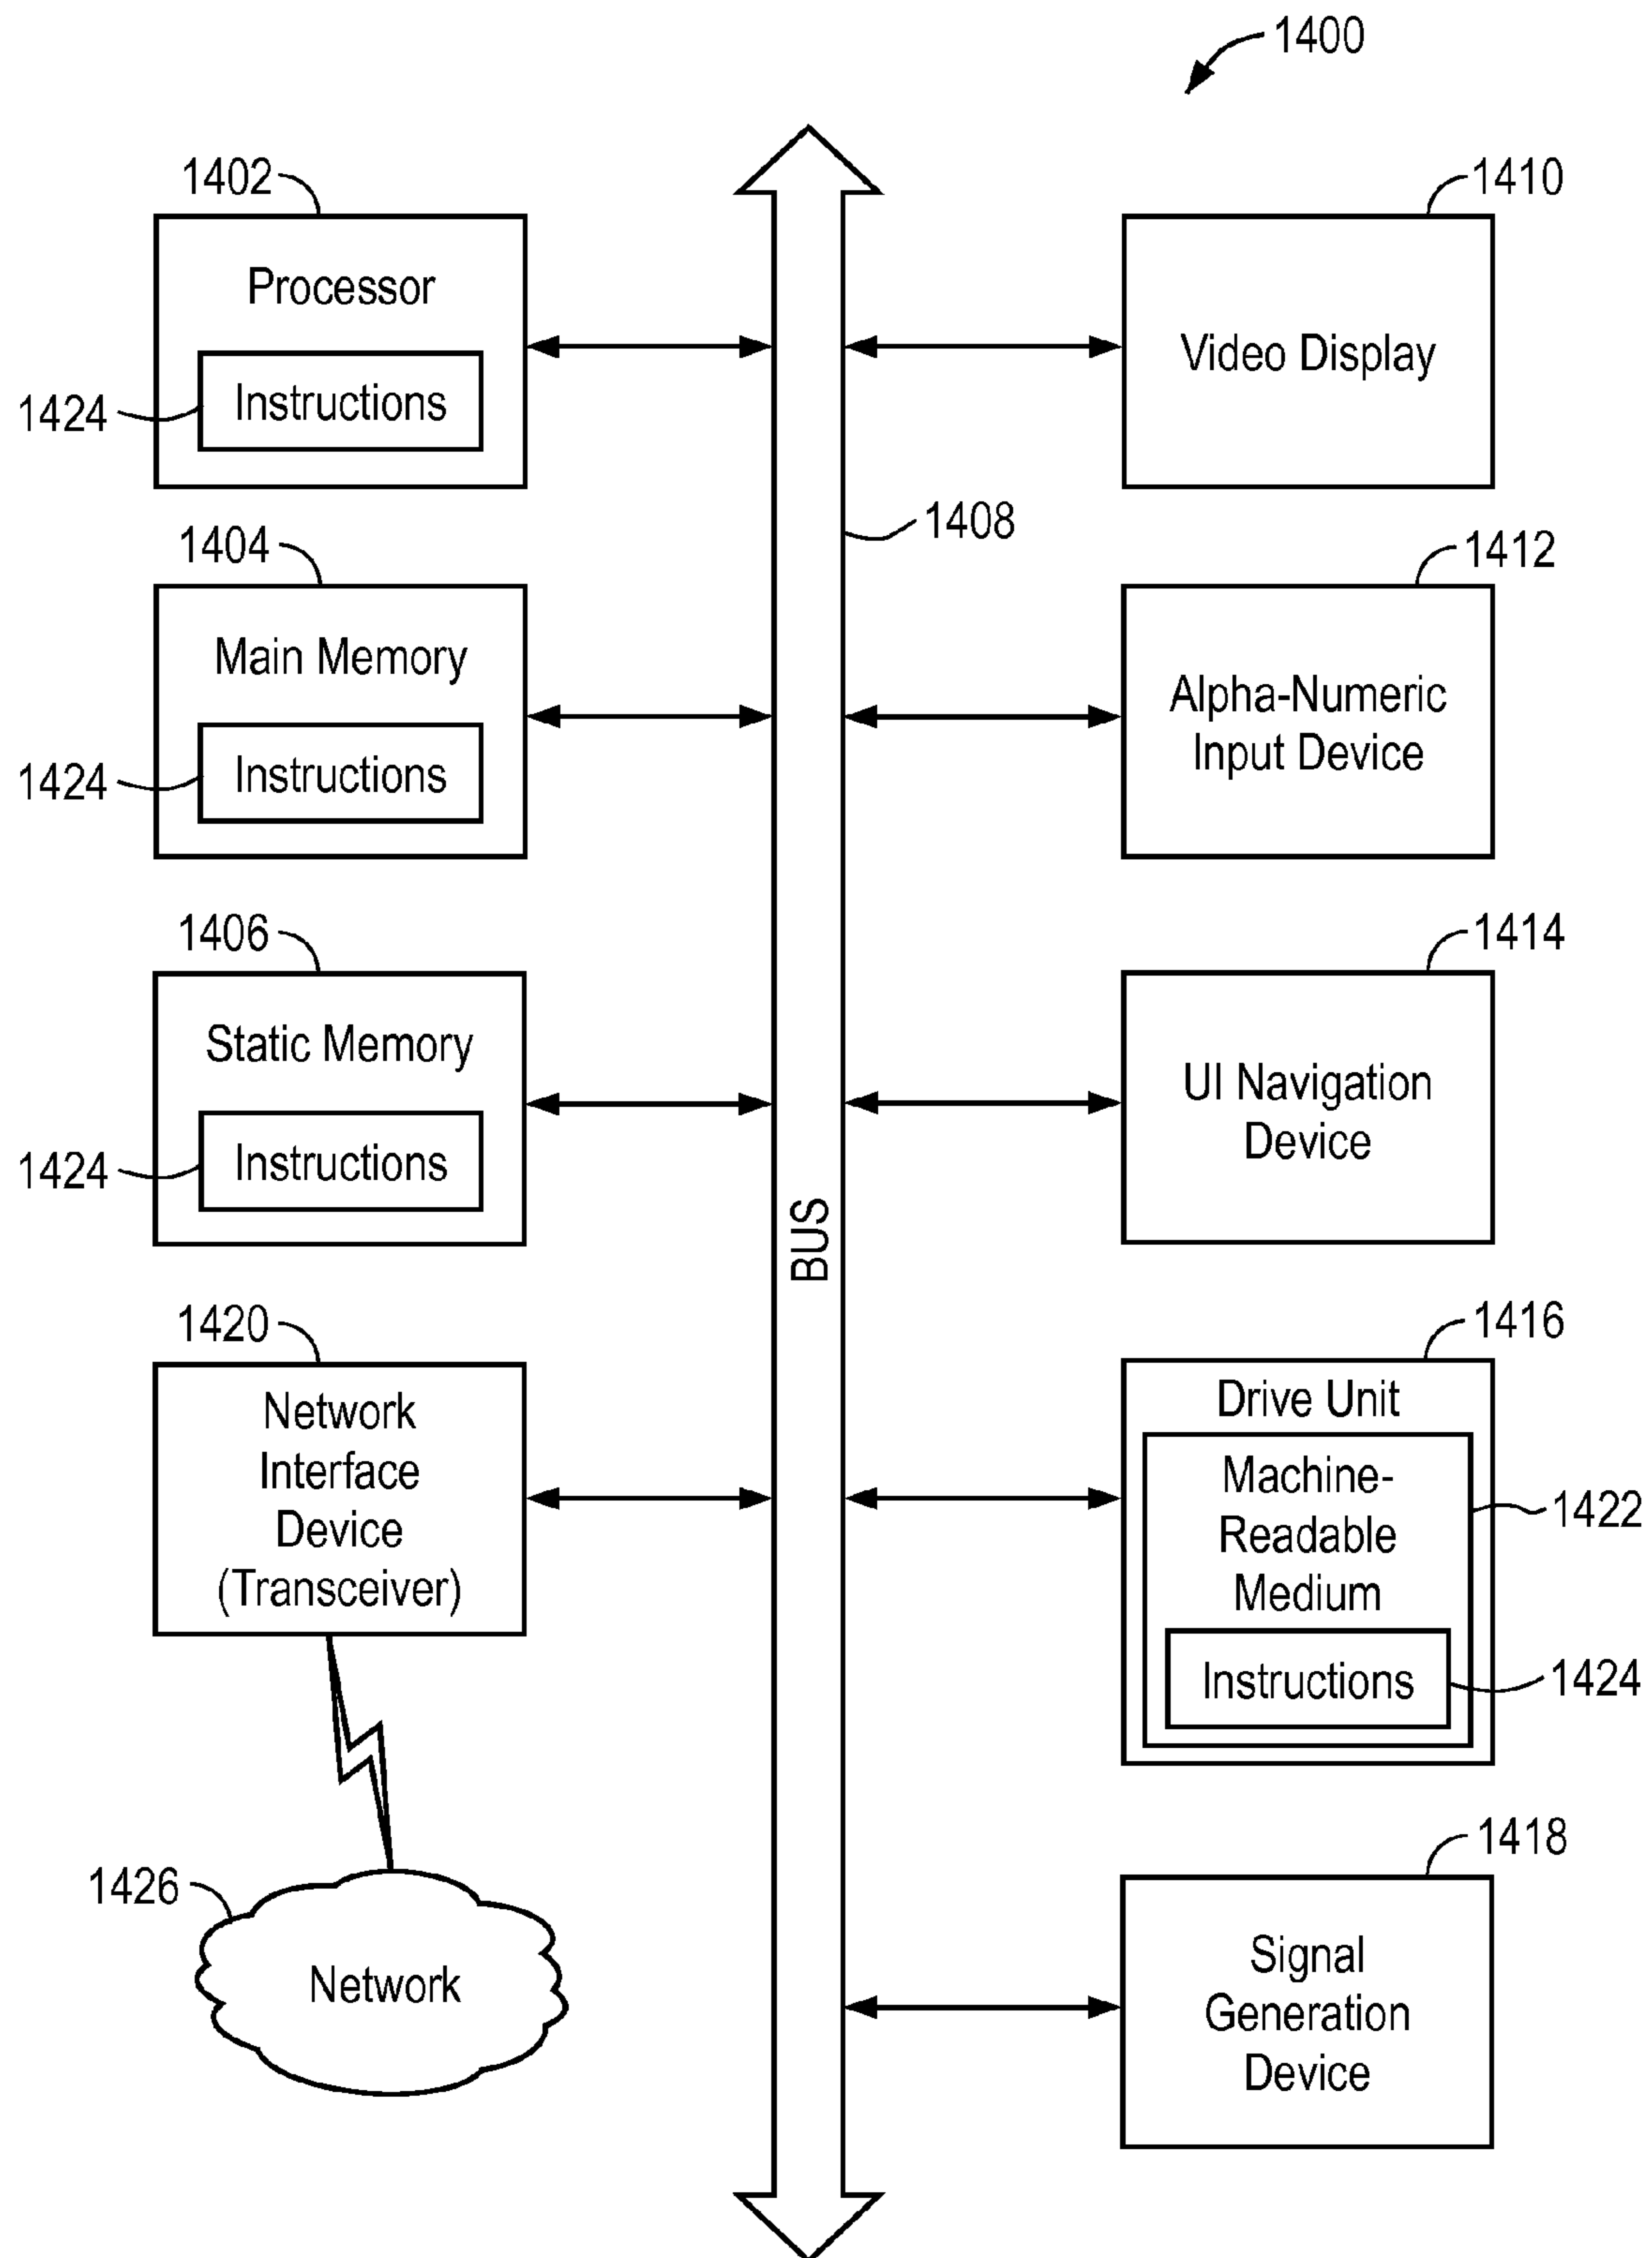 1400
1402
Processor
Instructions
1424
1404
Main Memory
Instructions
1424
1406
Static Memory
Instructions
1424
1420
Network
Interface
Device
(Transceiver)
1426
Network
BUS
1408
1410
Video Display
1412
Alpha-Numeric
Input Device
1414
UI Navigation
Device
1416
Drive Unit
Machine-
Readable
Medium
1422
Instructions
1424
1418
Signal
Generation
Device